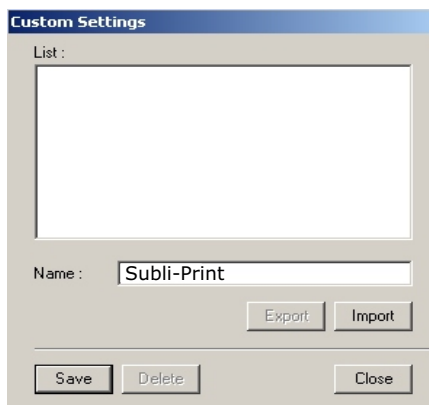 Custom Settings
List :
Name : Subli-Print
Export Import
Save Delete Close